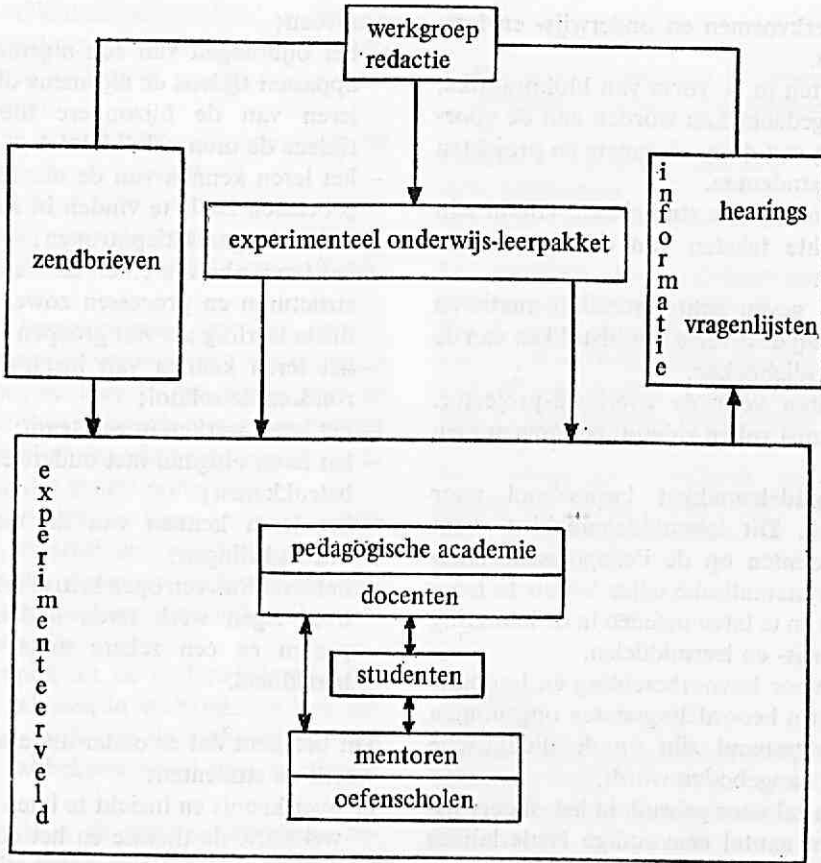 werkgroep
redactie
zendbrieven
experimenteel onderwijs-leerpakket
informatie
hearings
vragenlijsten
experimenteerveld
pedagogische academie
docenten
studenten
mentoren
oefenscholen